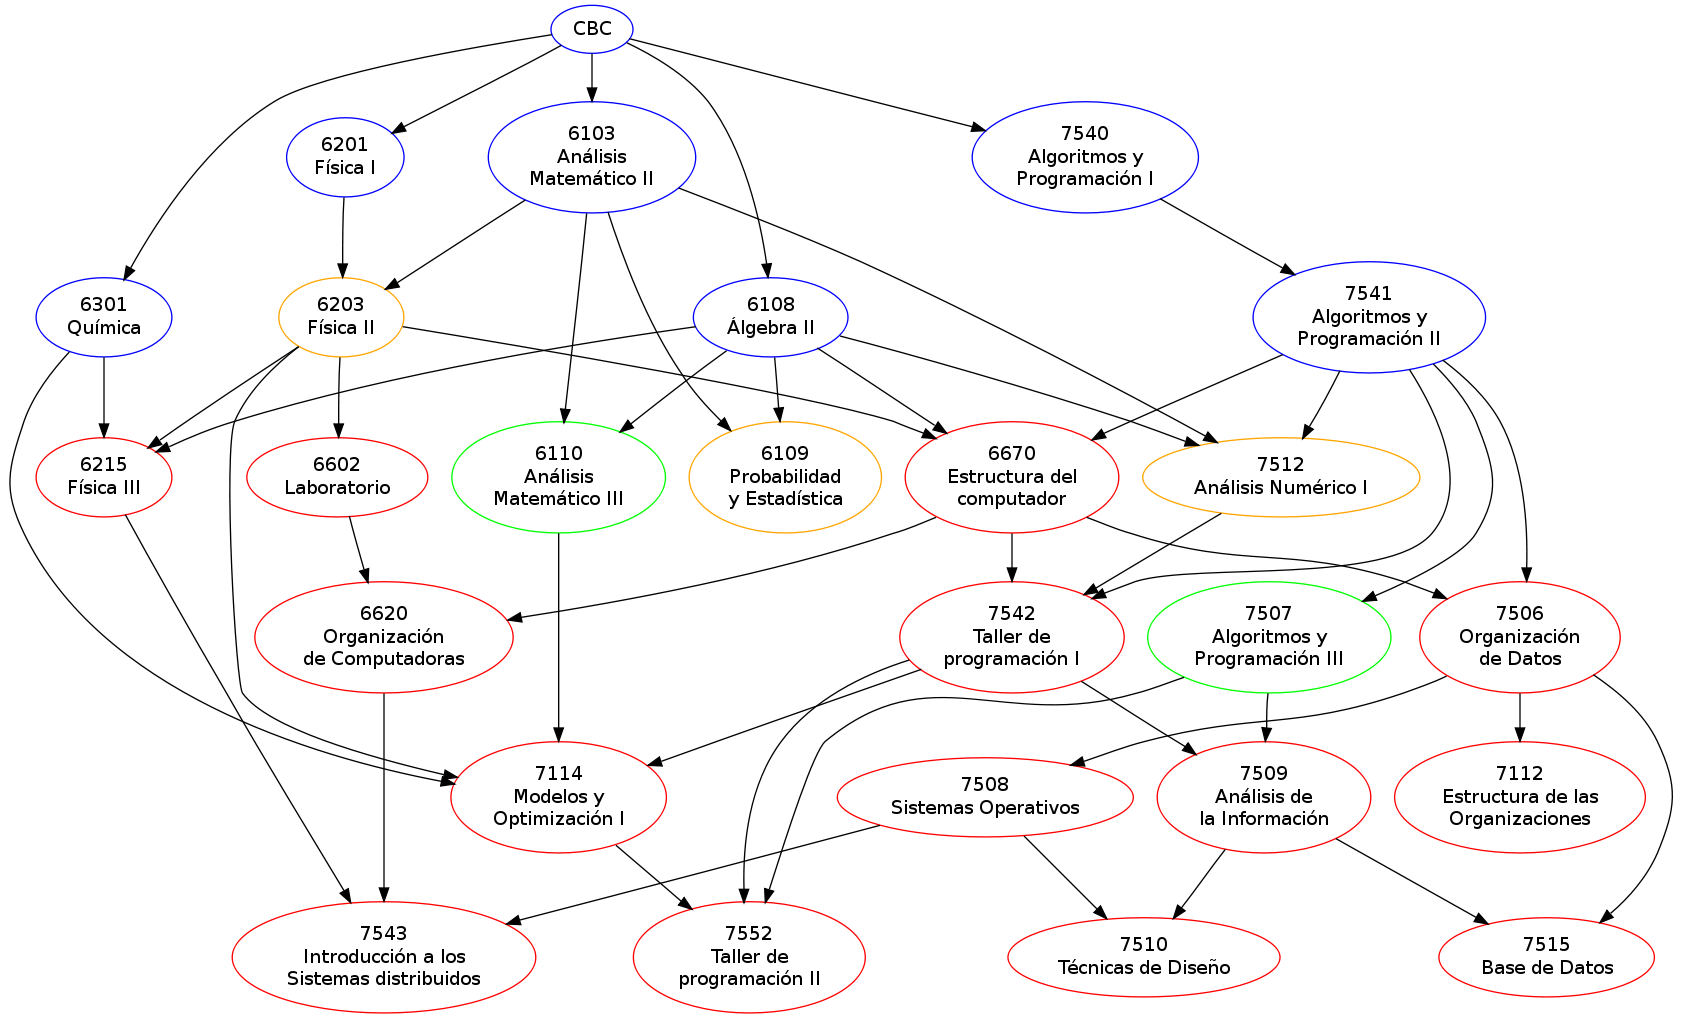 CBC
6201
Física I
6103
Análisis
Matemático II
7540
Algoritmos y
Programación I
6301
Química
6203
Física II
6108
Álgebra II
7541
Algoritmos y
Programación II
6215
Física III
6602
Laboratorio
6110
Análisis
Matemático III
6109
Probabilidad
y Estadística
6670
Estructura del
computador
7512
Análisis Numérico I
6620
Organización
de Computadoras
7542
Taller de
programación I
7507
Algoritmos y
Programación III
7506
Organización
de Datos
7114
Modelos y
Optimización I
7508
Sistemas Operativos
7509
Análisis de
la Información
7112
Estructura de las
Organizaciones
7543
Introducción a los
Sistemas distribuidos
7552
Taller de
programación II
7510
Técnicas de Diseño
7515
Base de Datos